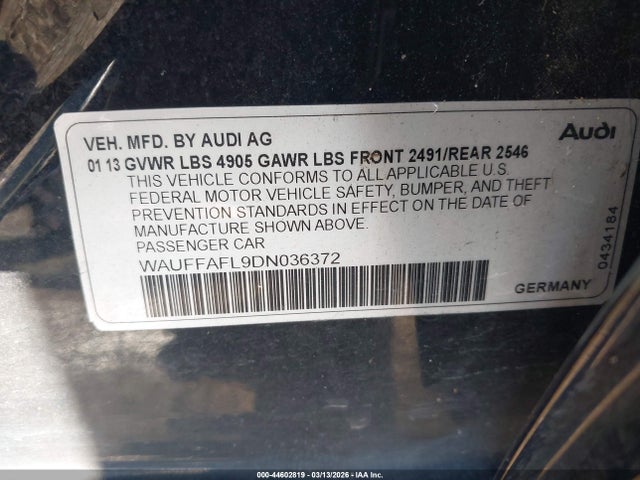 VEH. MFD. BY AUDI AG
Audi
01 13 GVWR LBS 4905 GAWR LBS FRONT 2491/REAR 2546
THIS VEHICLE CONFORMS TO ALL APPLICABLE U.S.
FEDERAL MOTOR VEHICLE SAFETY, BUMPER, AND THEFT
PREVENTION STANDARDS IN EFFECT ON THE DATE OF
MANUFACTURE SHOWN ABOVE.
PASSENGER CAR
WAUFFAFL9DN036372
0434184
GERMANY
000-44602819 - 03/13/2026 - IAA Inc.